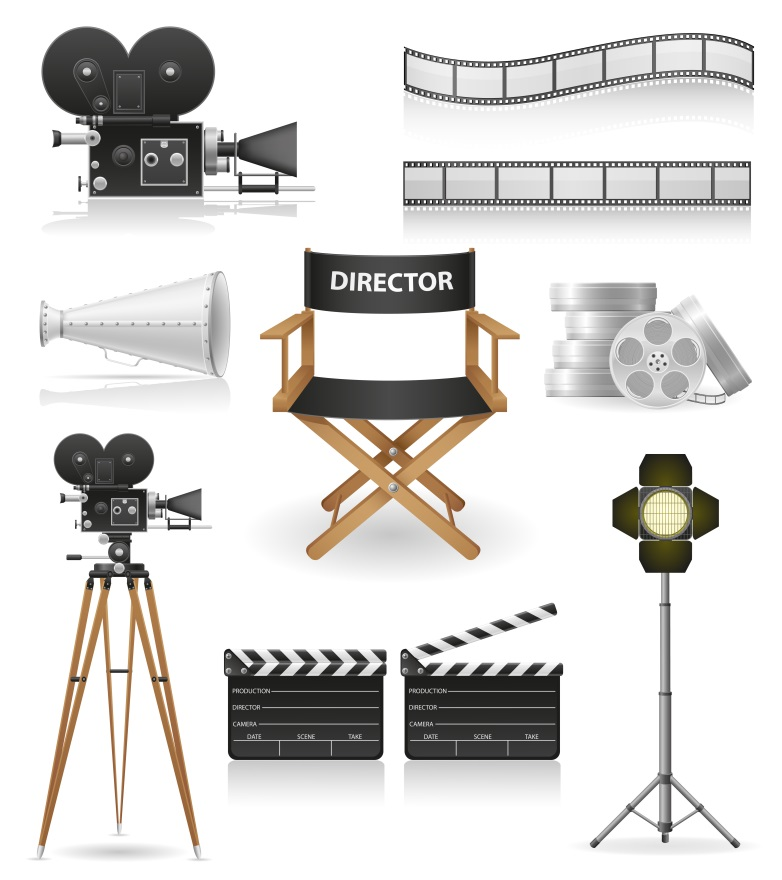 DIRECTOR
PRODUCTION
DIRECTOR
CAMERA
DATE SCENE TAKE
PRODUCTION
DIRECTOR
CAMERA
DATE SCENE TAKE